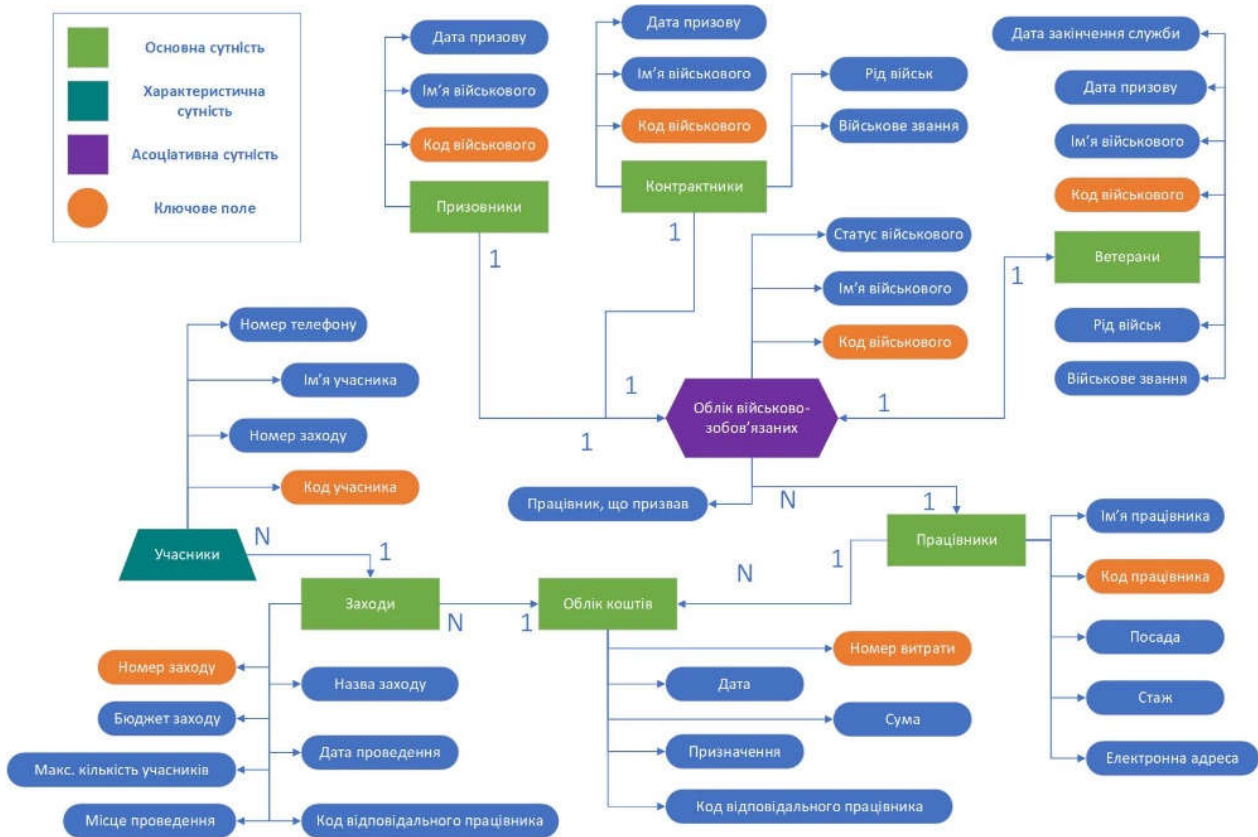 Основна сутність
Характеристична
сутність
Асоціативна сутність
Ключове поле
Дата призову
Ім’я військового
Код військового
Призовники
1
Дата призову
Ім’я військового
Код військового
Контрактники
Рід військ
Військове звання
1
Дата закінчення служби
Дата призову
Ім’я військового
Код військового
Ветерани
1
Рід військ
Військове звання
Статус військового
Ім’я військового
Код військового
Облік військово-
зобов’язаних
1
1
1
Номер телефону
Ім’я учасника
Номер заходу
Код учасника
Учасники
N
1
Працівник, що призвав
N
1
Працівники
1
N
Ім’я працівника
Код працівника
Посада
Стаж
Електронна адреса
Заходи
N
1
Облік коштів
Номер заходу
Назва заходу
Бюджет заходу
Дата проведення
Макс. кількість учасників
Місце проведення
Код відповідального працівника
Номер витрати
Дата
Сума
Призначення
Код відповідального працівника